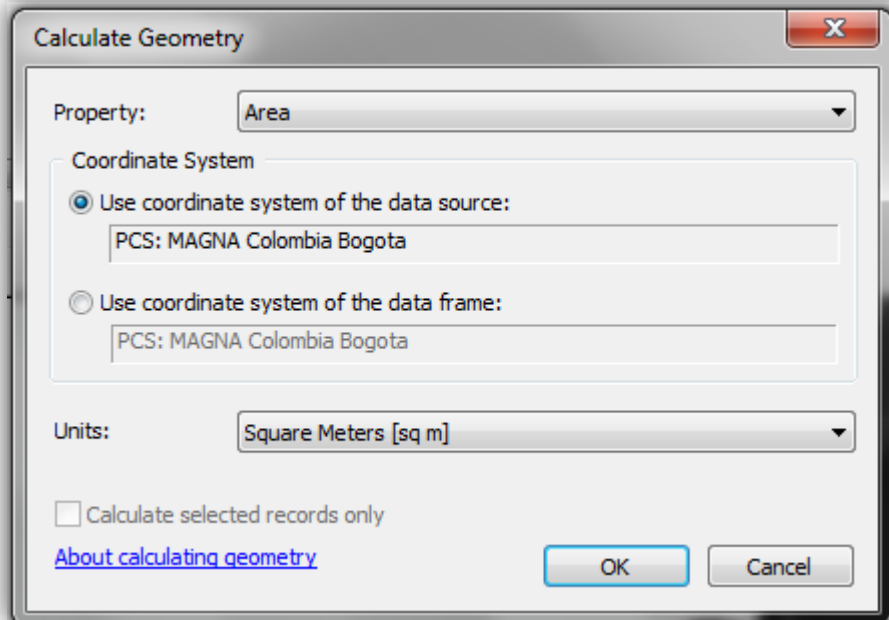 Calculate Geometry
Property:
Area
Coordinate System
Use coordinate system of the data source:
PCS: MAGNA Colombia Bogota
Use coordinate system of the data frame:
PCS: MAGNA Colombia Bogota
Units:
Square Meters [sq m]
Calculate selected records only
About calculating geometry
OK
Cancel